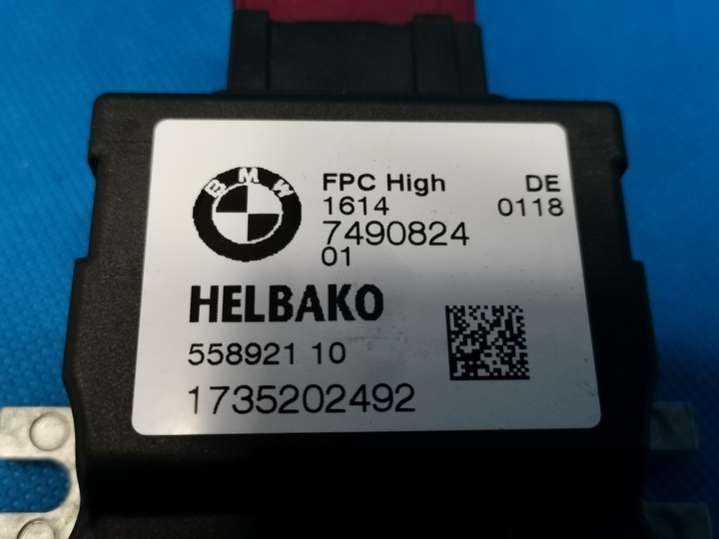 BMW
FPC High DE
1614 0118
7490824
01
HELBAKO
558921 10
1735202492